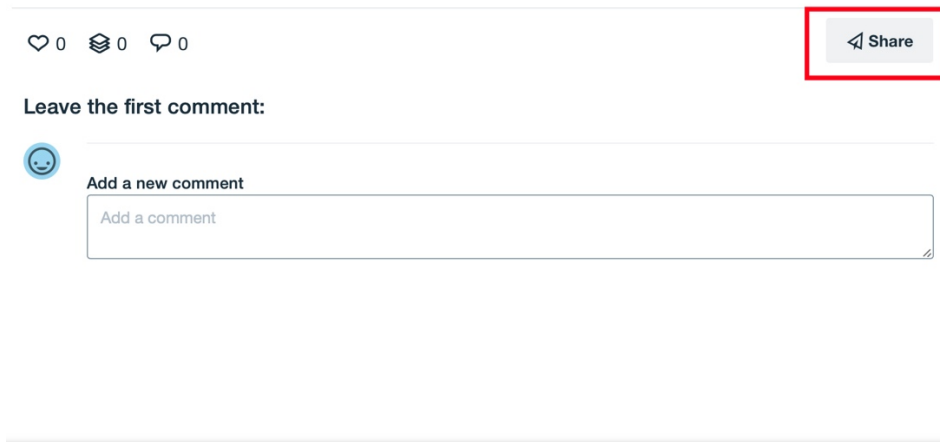 0 0 0 Share
Leave the first comment:
Add a new comment
Add a comment